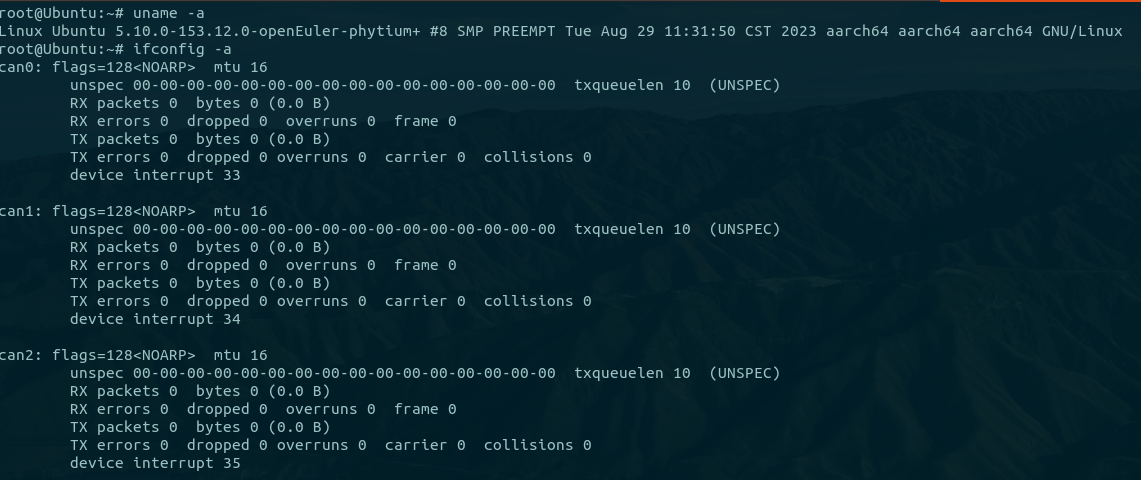 root@Ubuntu:~# uname -a
Linux Ubuntu 5.10.0-153.12.0-openEuler-phytium+ #8 SMP PREEMPT Tue Aug 29 11:31:50 CST 2023 aarch64 aarch64 aarch64 GNU/Linux
root@Ubuntu:~# ifconfig -a
can0: flags=128<NOARP>  mtu 16
        unspec 00-00-00-00-00-00-00-00-00-00-00-00-00-00-00-00  txqueuelen 10  (UNSPEC)
        RX packets 0  bytes 0 (0.0 B)
        RX errors 0  dropped 0  overruns 0  frame 0
        TX packets 0  bytes 0 (0.0 B)
        TX errors 0  dropped 0 overruns 0  carrier 0  collisions 0
        device interrupt 33

can1: flags=128<NOARP>  mtu 16
        unspec 00-00-00-00-00-00-00-00-00-00-00-00-00-00-00-00  txqueuelen 10  (UNSPEC)
        RX packets 0  bytes 0 (0.0 B)
        RX errors 0  dropped 0  overruns 0  frame 0
        TX packets 0  bytes 0 (0.0 B)
        TX errors 0  dropped 0 overruns 0  carrier 0  collisions 0
        device interrupt 34

can2: flags=128<NOARP>  mtu 16
        unspec 00-00-00-00-00-00-00-00-00-00-00-00-00-00-00-00  txqueuelen 10  (UNSPEC)
        RX packets 0  bytes 0 (0.0 B)
        RX errors 0  dropped 0  overruns 0  frame 0
        TX packets 0  bytes 0 (0.0 B)
        TX errors 0  dropped 0 overruns 0  carrier 0  collisions 0
        device interrupt 35